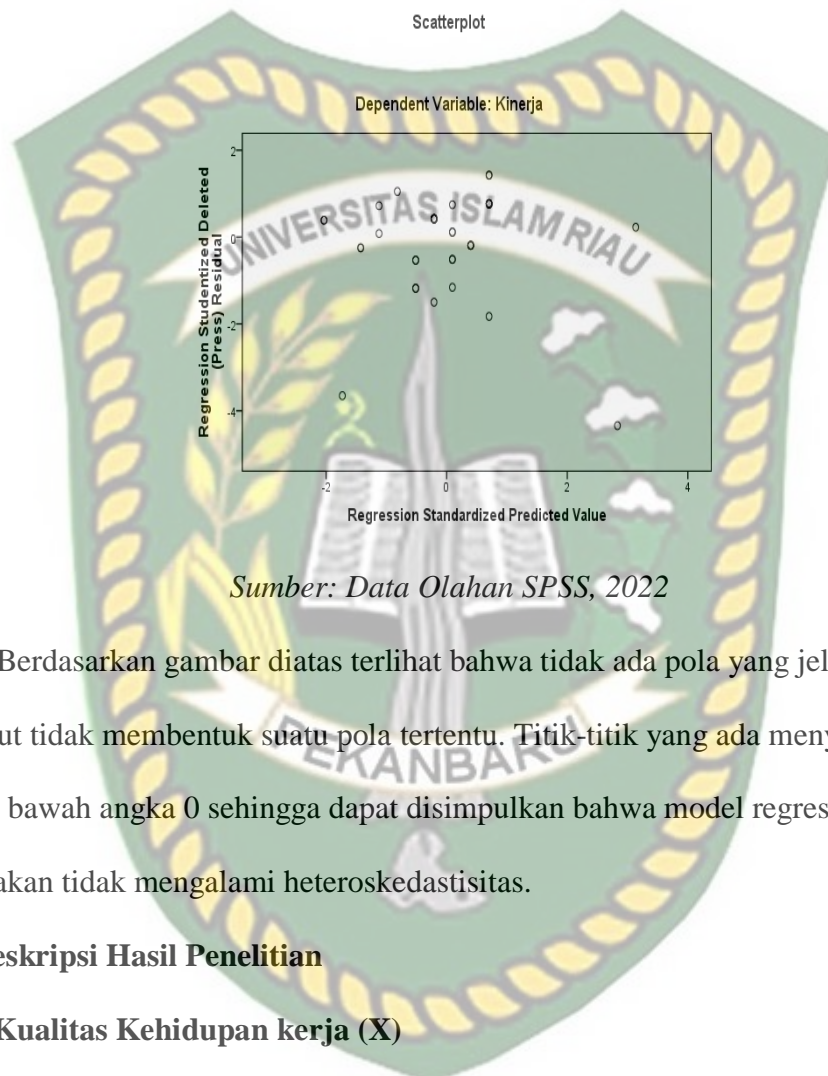 Scatterplot
Dependent Variable: Kinerja
Regression Studentized Deleted
(Press) Residual
2
0
-2
-4
-2
0
2
4
Regression Standardized Predicted Value
UNIVERSITAS ISLAM RIAU
Sumber: Data Olahan SPSS, 2022
Berdasarkan gambar diatas terlihat bahwa tidak ada pola yang jel
ut tidak membentuk suatu pola tertentu. Titik-titik yang ada meny
PEKANBARU
bawah angka 0 sehingga dapat disimpulkan bahwa model regres
akan tidak mengalami heteroskedastisitas.
eskripsi Hasil Penelitian
Kualitas Kehidupan kerja (X)